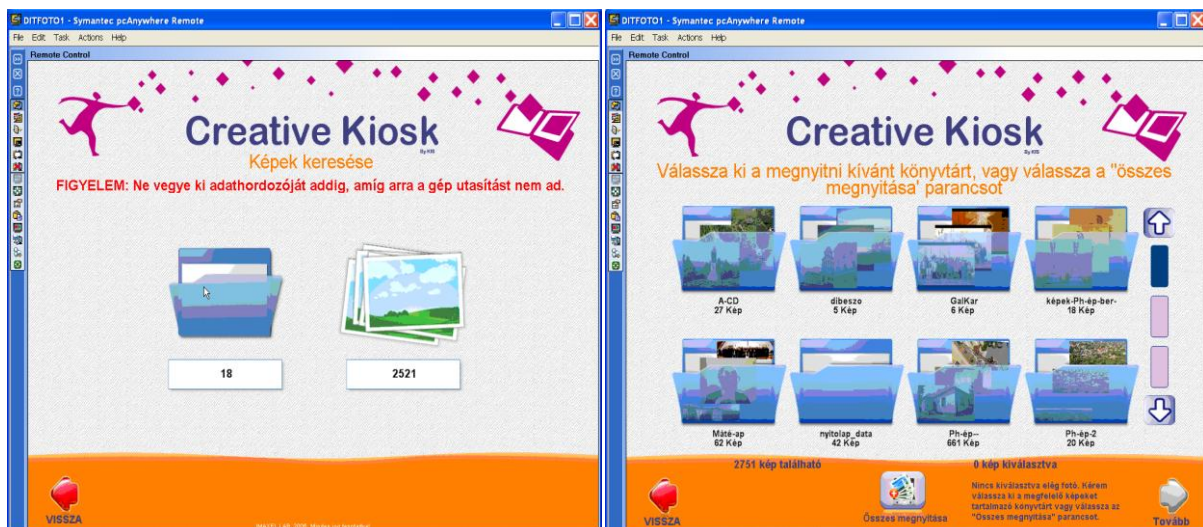 DITFOTO1 - Symantec pcAnywhere Remote
File Edit Task Actions Help
Remote Control
Creative Kiosk
By KIS
Képek keresése
FIGYELEM: Ne vegye ki adathordozóját addig, amíg arra a gép utasítást nem ad.
18
2521
VISSZA
DITFOTO1 - Symantec pcAnywhere Remote
File Edit Task Actions Help
Remote Control
Creative Kiosk
By KIS
Válassza ki a megnyitni kívánt könyvtárt, vagy válassza a "összes
megnyitása' parancsot
A-CD
27 Kép
dibeszo
5 Kép
GalKar
6 Kép
képek-Ph-ép-ber-
18 Kép
Máté-ap
62 Kép
nyitolap_data
42 Kép
Ph-ép--
661 Kép
Ph-ép-2
20 Kép
2751 kép található
0 kép kiválasztva
VISSZA
Összes megnyitása
Nincs kiválasztva elég fotó. Kérem
válassza ki a megfelelő képeket
tartalmazó könyvtárt vagy válassza az
"Összes megnyitása" parancsot.
Tovább